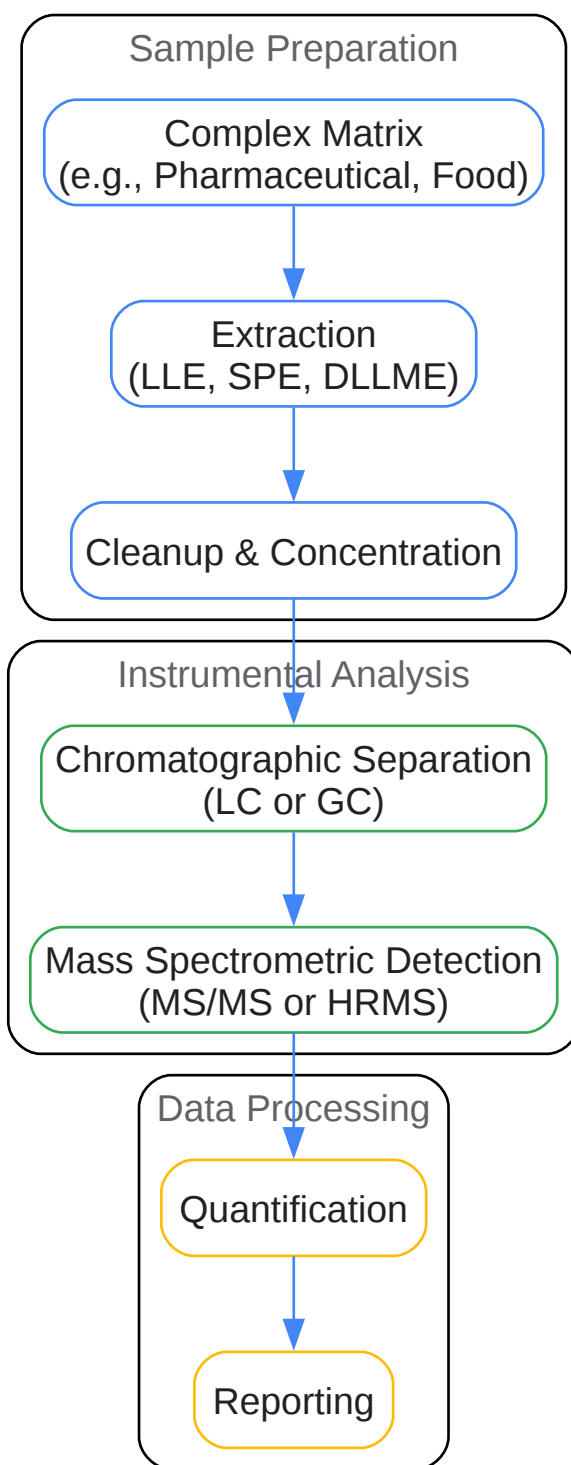 Sample Preparation
Complex Matrix
(e.g., Pharmaceutical, Food)
Extraction
(LLE, SPE, DLLME)
Cleanup & Concentration
Instrumental Analysis
Chromatographic Separation
(LC or GC)
Mass Spectrometric Detection
(MS/MS or HRMS)
Data Processing
Quantification
Reporting